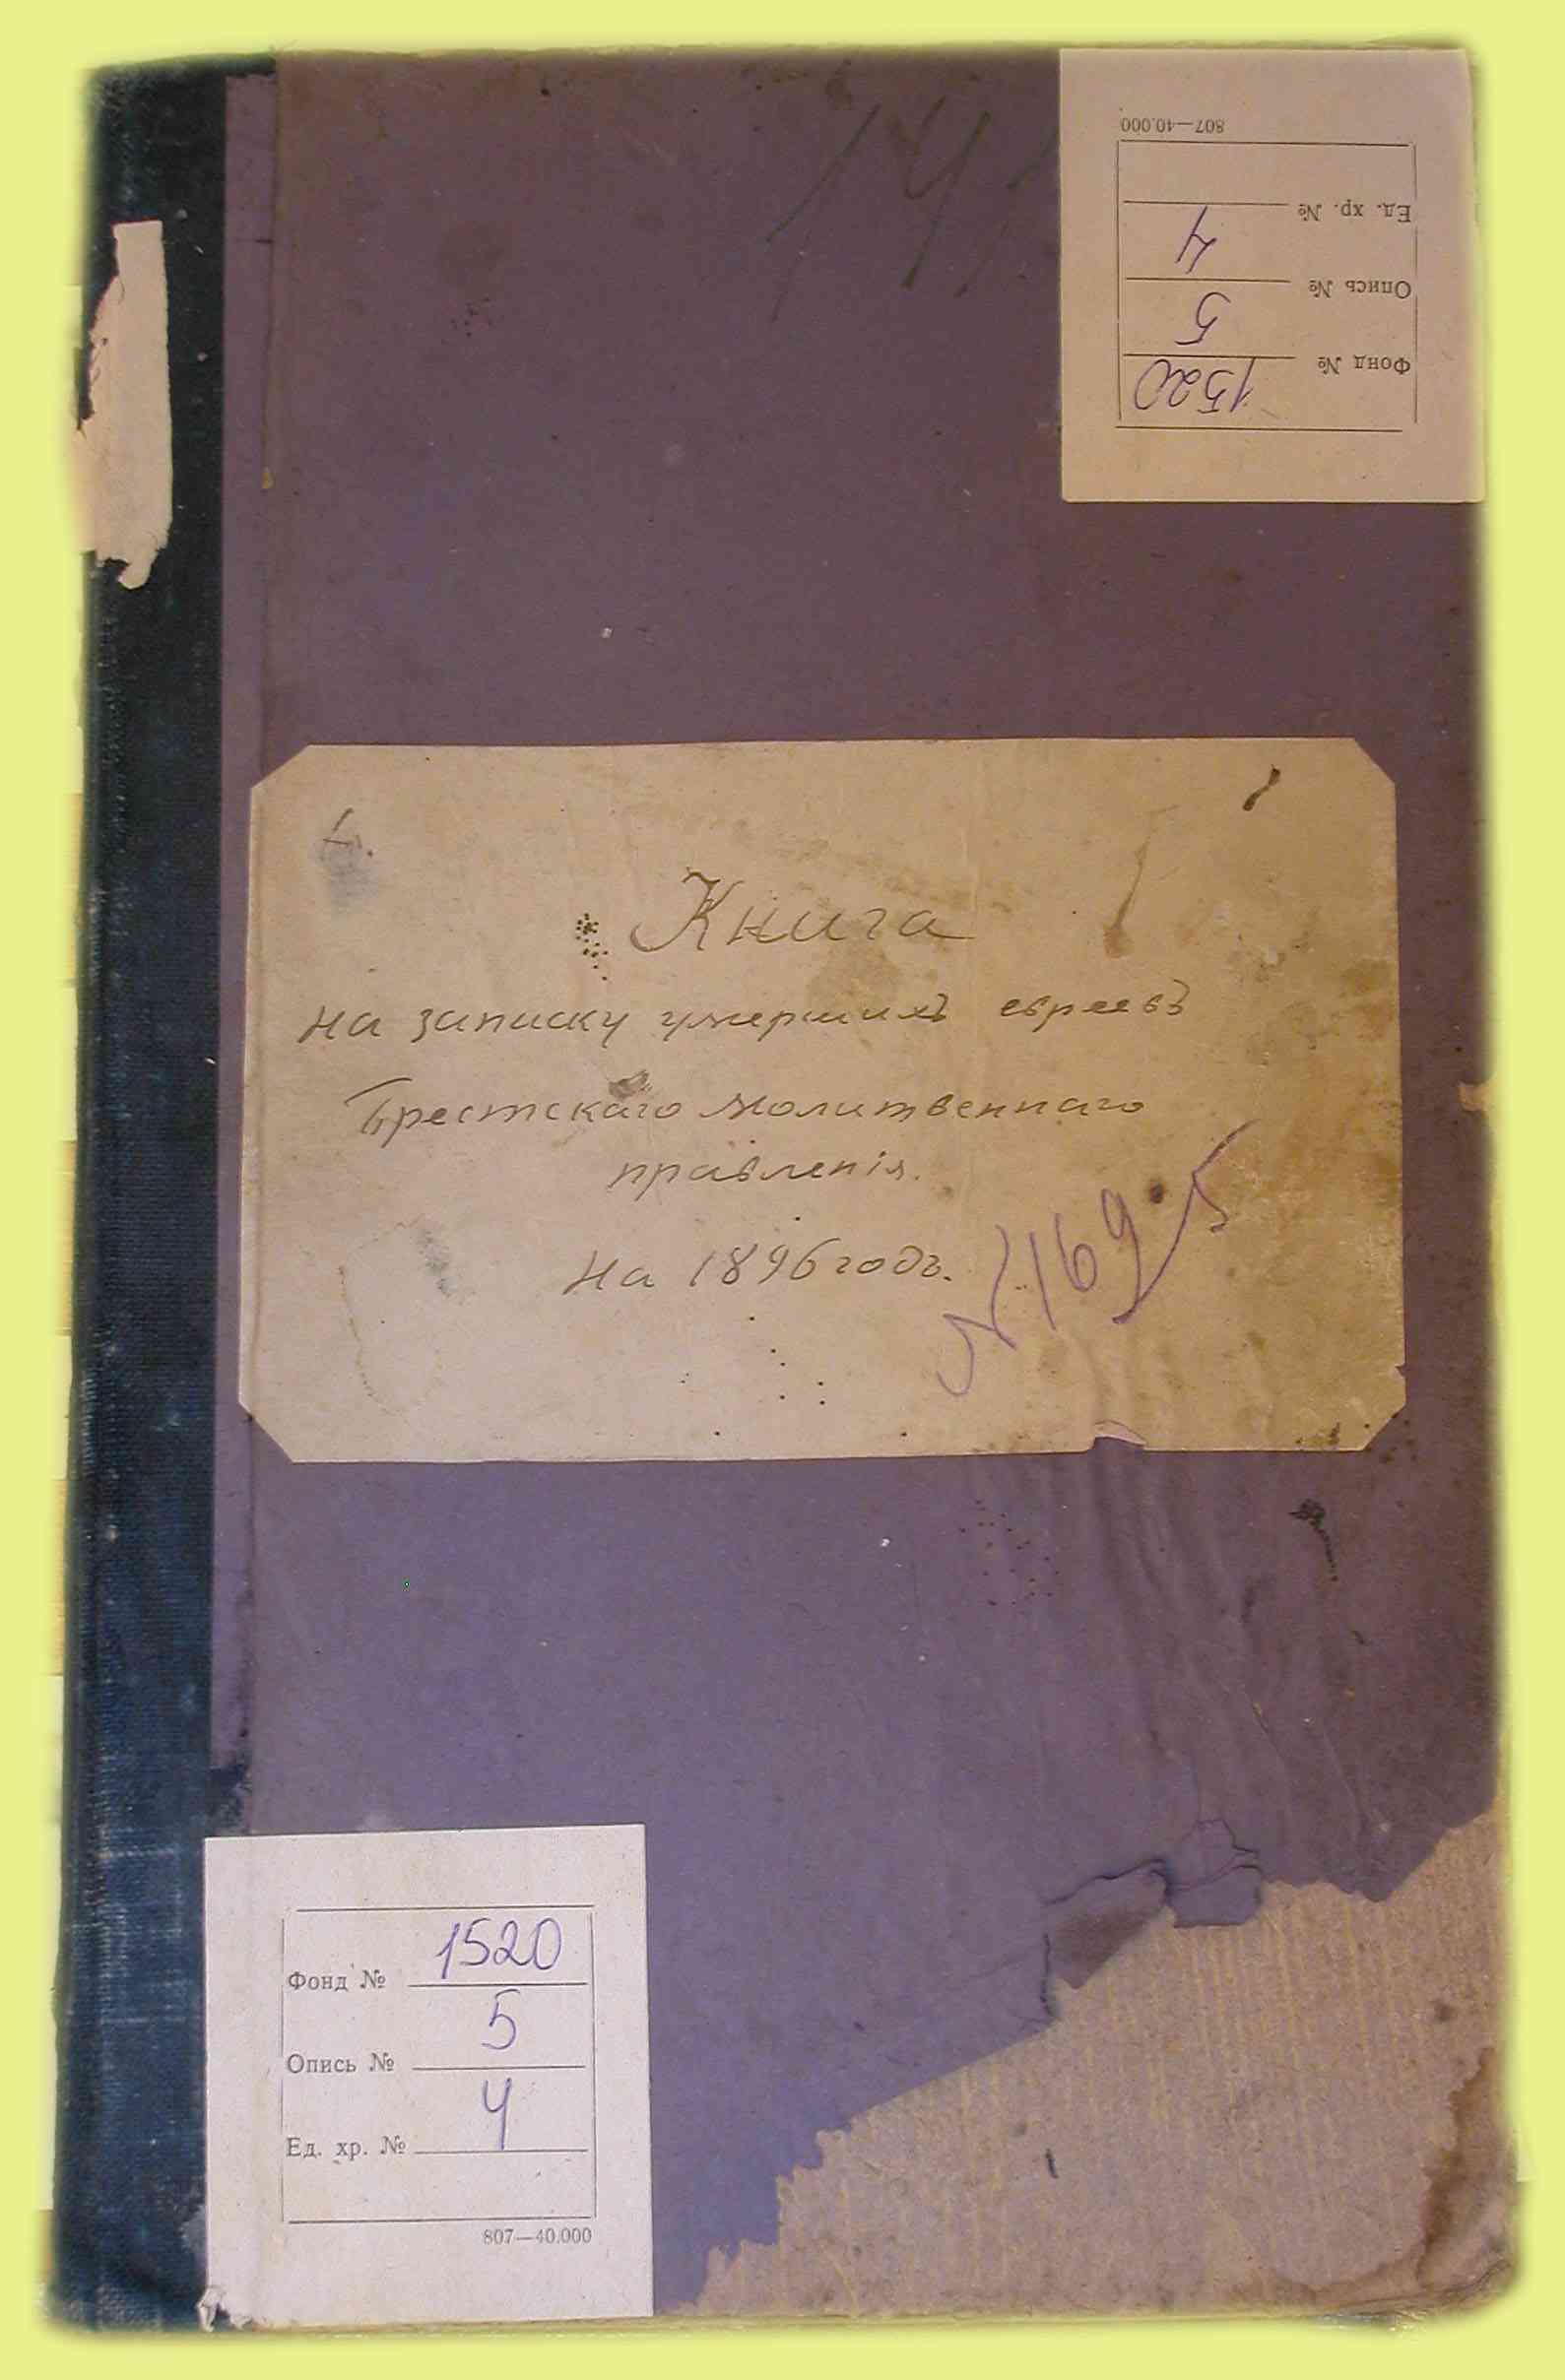 807—40.000
Ед. хр. № 4
Опись № 5
Фонд № 1520
Книга
на записку умершихъ евреевъ
Брестскаго молитвеннаго
правленія.
на 1896 годъ.
№ 169
5
Фонд № 1520
Опись № 5
Ед. хр. № 4
807—40.000